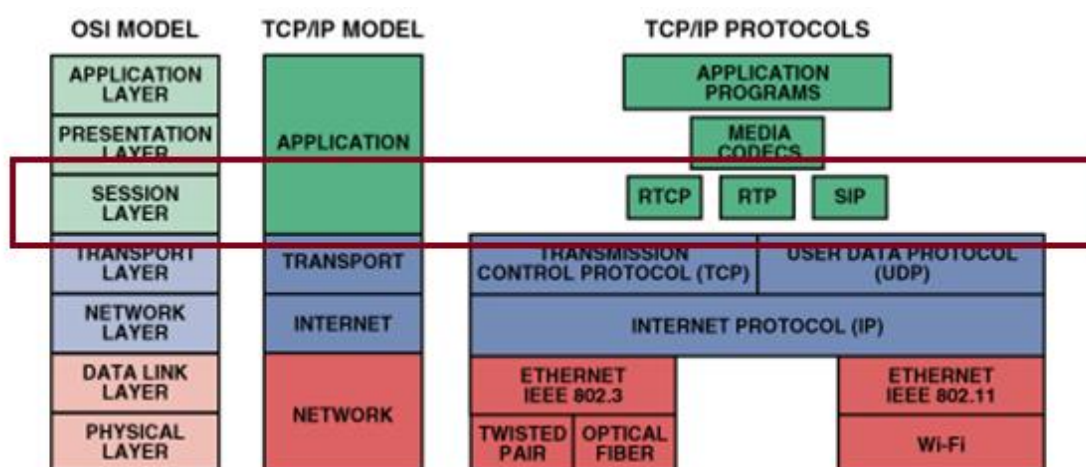 OSI MODEL
TCP/IP MODEL
TCP/IP PROTOCOLS
APPLICATION
LAYER
PRESENTATION
LAYER
SESSION
LAYER
TRANSPORT
LAYER
NETWORK
LAYER
DATA LINK
LAYER
PHYSICAL
LAYER
APPLICATION
TRANSPORT
INTERNET
NETWORK
APPLICATION
PROGRAMS
MEDIA
CODECS
RTCP
RTP
SIP
TRANSMISSION
CONTROL PROTOCOL (TCP)
USER DATA PROTOCOL
(UDP)
INTERNET PROTOCOL (IP)
ETHERNET
IEEE 802.3
ETHERNET
IEEE 802.11
TWISTED
PAIR
OPTICAL
FIBER
Wi-Fi